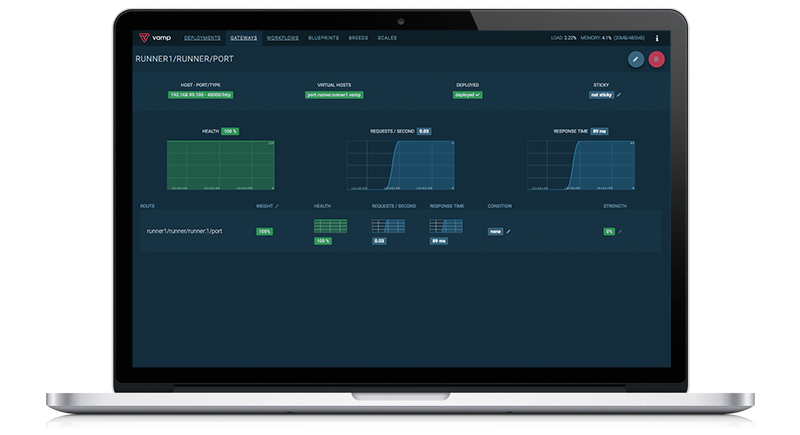 vamp DEPLOYMENTS GATEWAYS WORKFLOWS BLUEPRINTS BREEDS SCALES LOAD: 2.22% MEMORY: 4.1% (20MB/485MB) i
RUNNER1/RUNNER/PORT
HOST - PORT/TYPE VIRTUAL HOSTS DEPLOYED STICKY
192.168.99.100 - 40000/http port.runner.runner1.vamp deployed ✓ not sticky
HEALTH 100 % REQUESTS / SECOND 0.03 RESPONSE TIME 89 ms
ROUTE WEIGHT HEALTH REQUESTS / SECOND RESPONSE TIME CONDITION STRENGTH
runner1/runner/runner:1/port 100% none 0%
100 % 0.03 89 ms